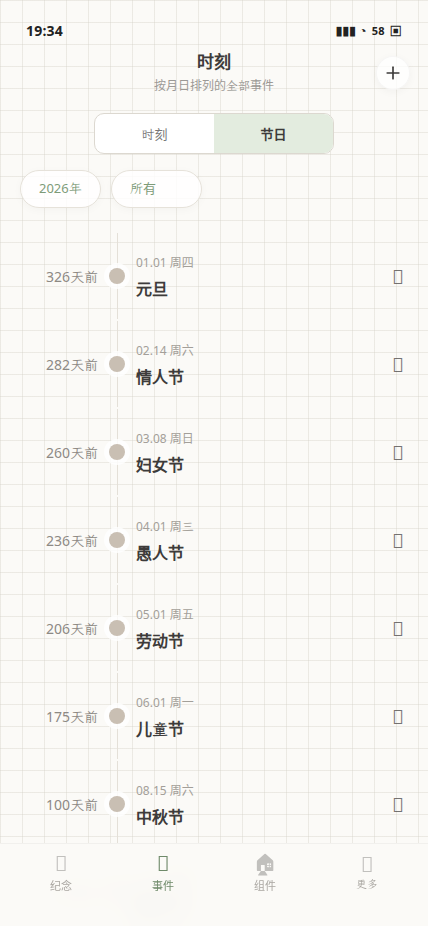 19:34
58
时刻
按月日排列的全部事件
时刻
节日
2026年
所有
01.01 周四
326天前
元旦
02.14 周六
282天前
情人节
03.08 周日
260天前
妇女节
04.01 周三
236天前
愚人节
05.01 周五
206天前
劳动节
06.01 周一
175天前
儿童节
08.15 周六
100天前
中秋节
纪念
事件
组件
更多